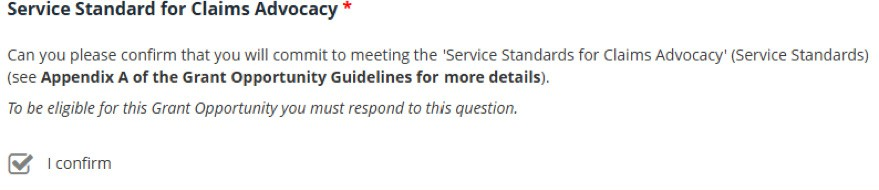 Service Standard for Claims Advocacy *
Can you please confirm that you will commit to meeting the 'Service Standards for Claims Advocacy' (Service Standards)
(see Appendix A of the Grant Opportunity Guidelines for more details).
To be eligible for this Grant Opportunity you must respond to this question.
I confirm